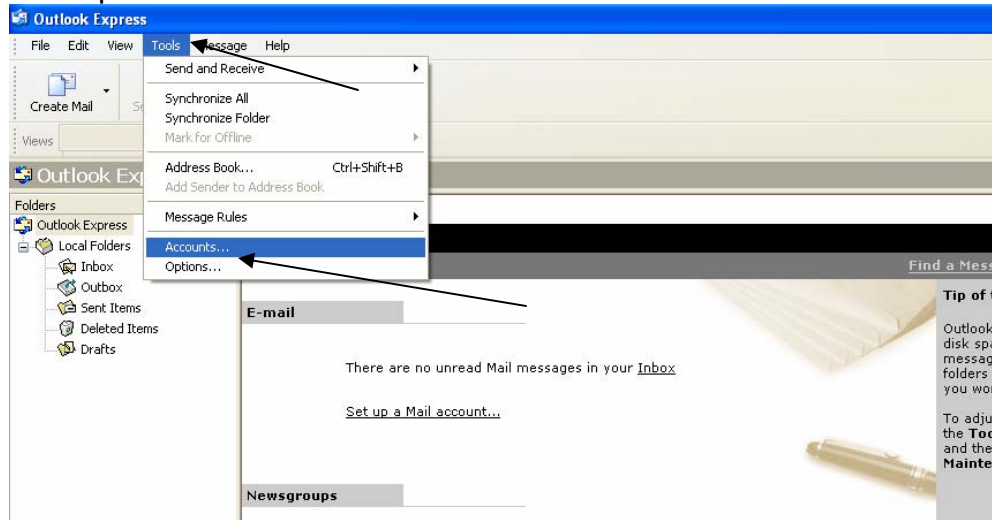 Outlook Express
File Edit View Tools Message Help
Send and Receive
Create Mail
Synchronize All
Synchronize Folder
Mark for Offline
Views
Address Book... Ctrl+Shift+B
Add Sender to Address Book
Outlook Ex
Folders
Message Rules
Outlook Express
Accounts...
Local Folders
Options...
Find a Mess
Inbox
Outbox
Sent Items
Deleted Items
Drafts
E-mail
There are no unread Mail messages in your Inbox
Set up a Mail account...
Newsgroups
Tip of
Outlook
disk spa
messag
folders
you wo
To adju
the Too
and the
Mainte